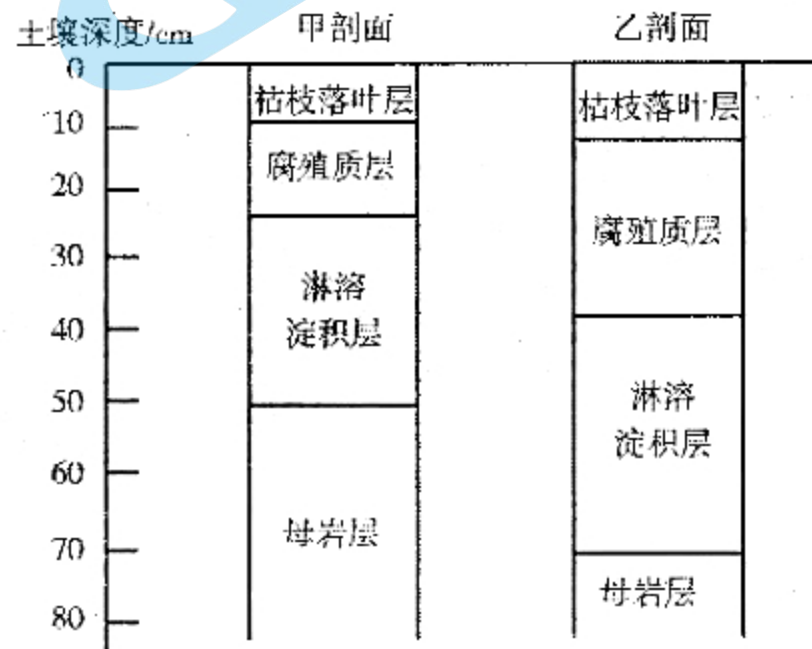 土壤深度/cm 甲剖面 乙剖面
0
枯枝落叶层 枯枝落叶层
10
腐殖质层
20
腐殖质层
30
淋溶
淀积层
40
淋溶
淀积层
50
60
母岩层
70
母岩层
80